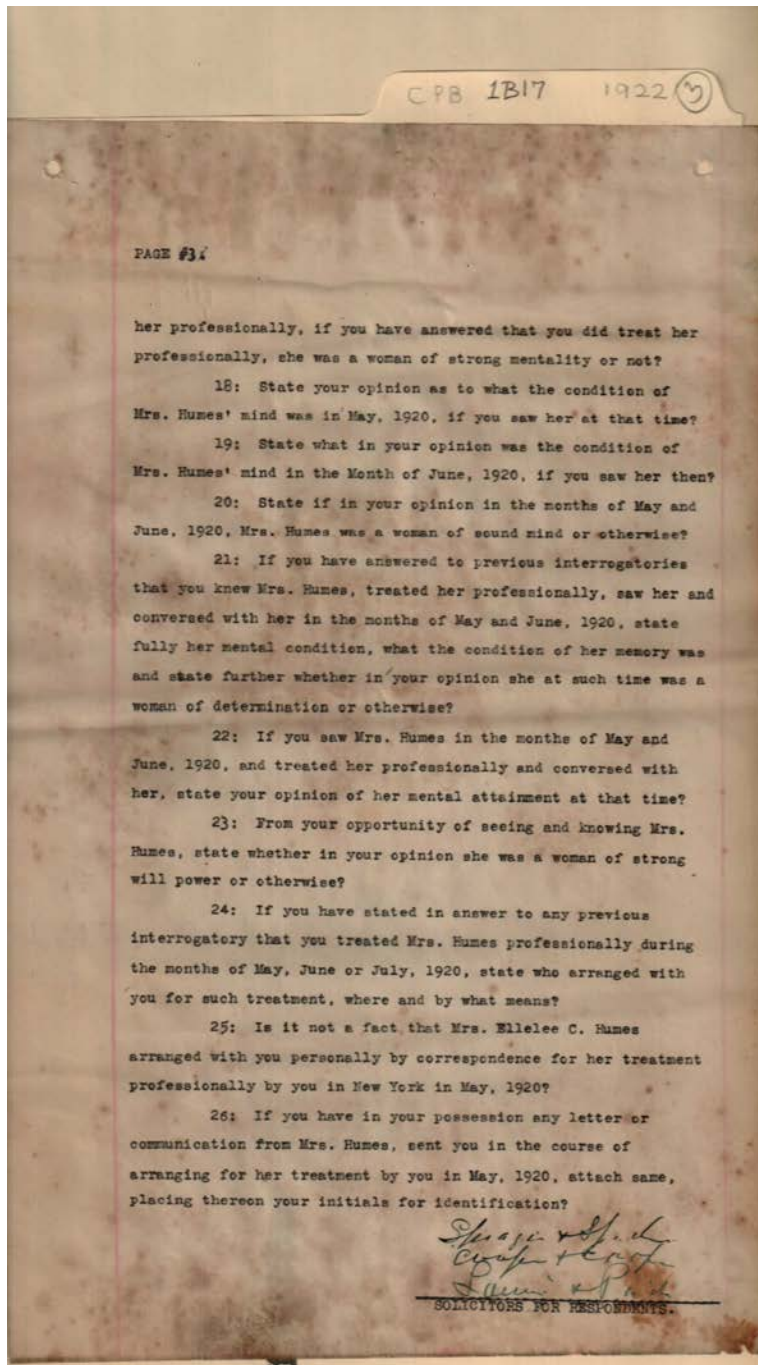 CPB 1B17 1922 3
PAGE #3
her professionally, if you have answered that you did treat her
professionally, she was a woman of strong mentality or not?
18: State your opinion as to what the condition of
Mrs. Humes' mind was in May, 1920, if you saw her at that time?
19: State what in your opinion was the condition of
Mrs. Humes' mind in the Month of June, 1920, if you saw her then?
20: State if in your opinion in the months of May and
June, 1920, Mrs. Humes was a woman of sound mind or otherwise?
21: If you have answered to previous interrogatories
that you knew Mrs. Humes, treated her professionally, saw her and
conversed with her in the months of May and June, 1920, state
fully her mental condition, what the condition of her memory was
and state further whether in your opinion she at such time was a
woman of determination or otherwise?
22: If you saw Mrs. Humes in the months of May and
June, 1920, and treated her professionally and conversed with
her, state your opinion of her mental attainment at that time?
23: From your opportunity of seeing and knowing Mrs.
Humes, state whether in your opinion she was a woman of strong
will power or otherwise?
24: If you have stated in answer to any previous
interrogatory that you treated Mrs. Humes professionally during
the months of May, June or July, 1920, state who arranged with
you for such treatment, where and by what means?
25: Is it not a fact that Mrs. Ellelee C. Humes
arranged with you personally by correspondence for her treatment
professionally by you in New York in May, 1920?
26: If you have in your possession any letter or
communication from Mrs. Humes, sent you in the course of
arranging for her treatment by you in May, 1920, attach same,
placing thereon your initials for identification?
Cooper & Cooper
SOLICITORS FOR RESPONDENTS.